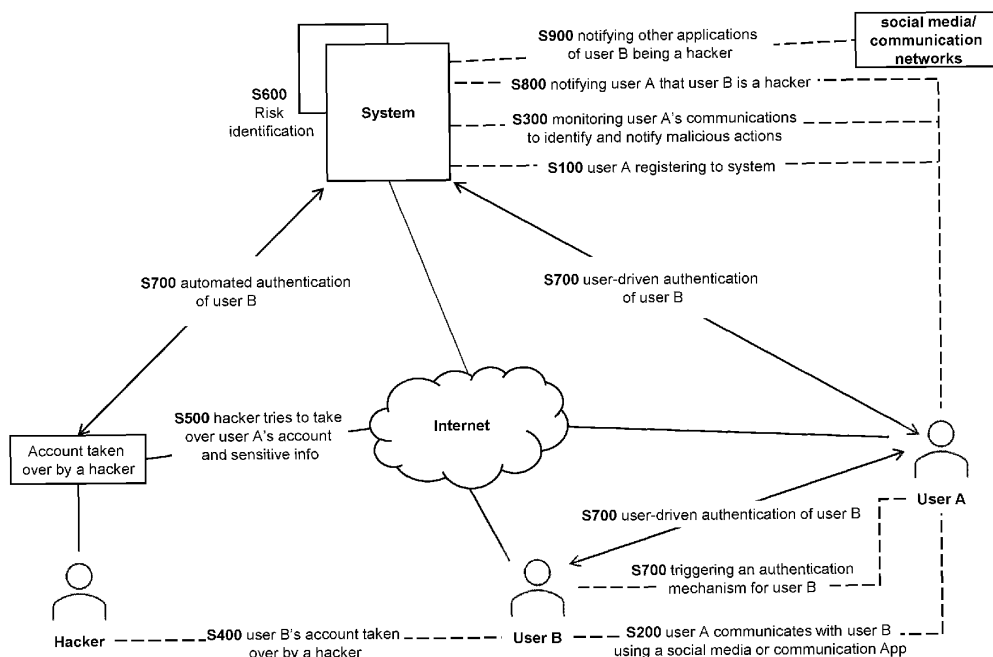 S900 notifying other applications
of user B being a hacker
social media/
communication
networks
S800 notifying user A that user B is a hacker
S600
Risk
identification
System
S300 monitoring user A's communications
to identify and notify malicious actions
S100 user A registering to system
S700 automated authentication
of user B
S700 user-driven authentication
of user B
S500 hacker tries to take
over user A's account
and sensitive info
Internet
Account taken
over by a hacker
User A
S700 user-driven authentication of user B
S700 triggering an authentication
mechanism for user B
Hacker
S400 user B's account taken
over by a hacker
User B
S200 user A communicates with user B
using a social media or communication App